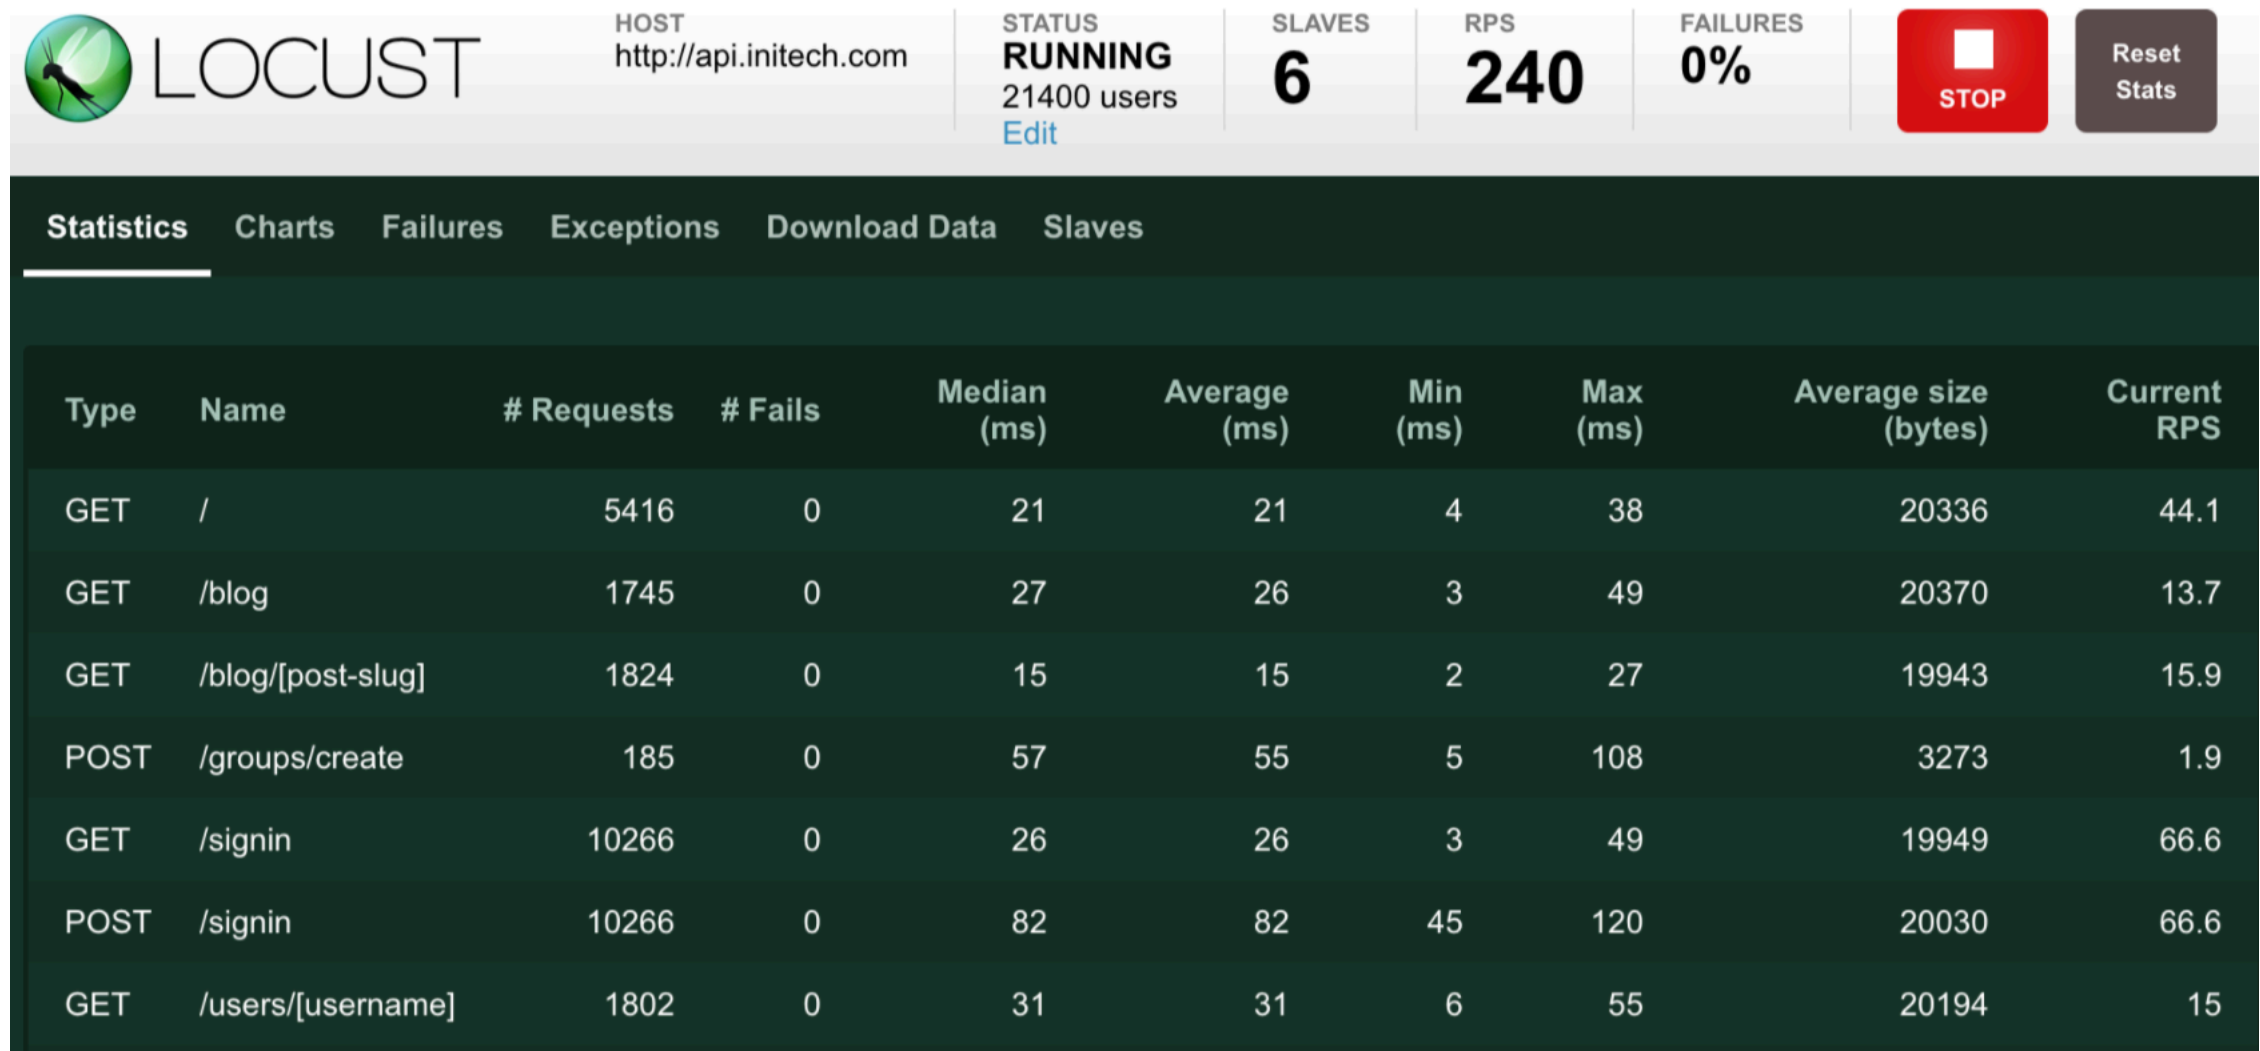 LOCUST
HOST
http://api.initech.com
STATUS
RUNNING
21400 users
Edit
SLAVES
6
RPS
240
FAILURES
0%
STOP
Reset
Stats
Statistics Charts Failures Exceptions Download Data Slaves
Type Name # Requests # Fails Median (ms) Average (ms) Min (ms) Max (ms) Average size (bytes) Current RPS
GET / 5416 0 21 21 4 38 20336 44.1
GET /blog 1745 0 27 26 3 49 20370 13.7
GET /blog/[post-slug] 1824 0 15 15 2 27 19943 15.9
POST /groups/create 185 0 57 55 5 108 3273 1.9
GET /signin 10266 0 26 26 3 49 19949 66.6
POST /signin 10266 0 82 82 45 120 20030 66.6
GET /users/[username] 1802 0 31 31 6 55 20194 15